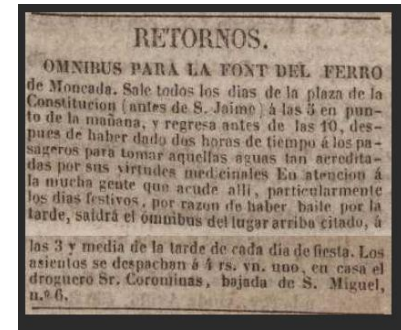 RETORNOS.
OMNIBUS PARA LA FONT DEL FERRO
de Moncada. Sale todos los dias de la plaza de la
Constitucion (antes de S. Jaime) á las 5 en pun-
to de la mañana, y regresa antes de las 10, des-
pues de haber dado dos horas de tiempo á los pa-
sageros para tomar aquellas aguas tan acredita-
das por sus virtudes medicinales En atencion á
la mucha gente que acude alli, particularmente
los dias festivos, por razon de haber baile por la
tarde, saldrá el ómnibus del lugar arriba citado, á
las 3 y media de la tarde de cada dia de fiesta. Los
asientos se despachan á 4 rs. vn. uno, en casa el
droguero Sr. Corominas, bajada de S. Miguel,
n.º 6.